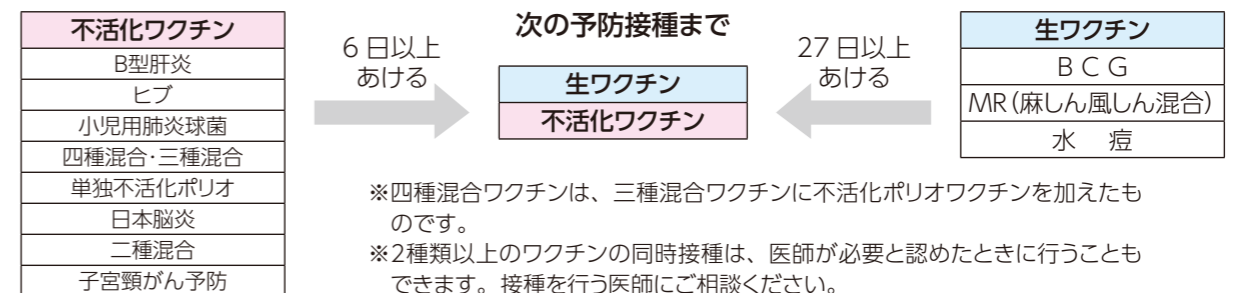 不活化ワクチン
B型肝炎
ヒブ
小児用肺炎球菌
四種混合・三種混合
単独不活化ポリオ
日本脳炎
二種混合
子宮頸がん予防
6日以上
あける
次の予防接種まで
生ワクチン
不活化ワクチン
27日以上
あける
生ワクチン
BCG
MR(麻しん風しん混合)
水 痘
※四種混合ワクチンは、三種混合ワクチンに不活化ポリオワクチンを加えたも
のです。
※2種類以上のワクチンの同時接種は、医師が必要と認めたときに行うことも
できます。接種を行う医師にご相談ください。